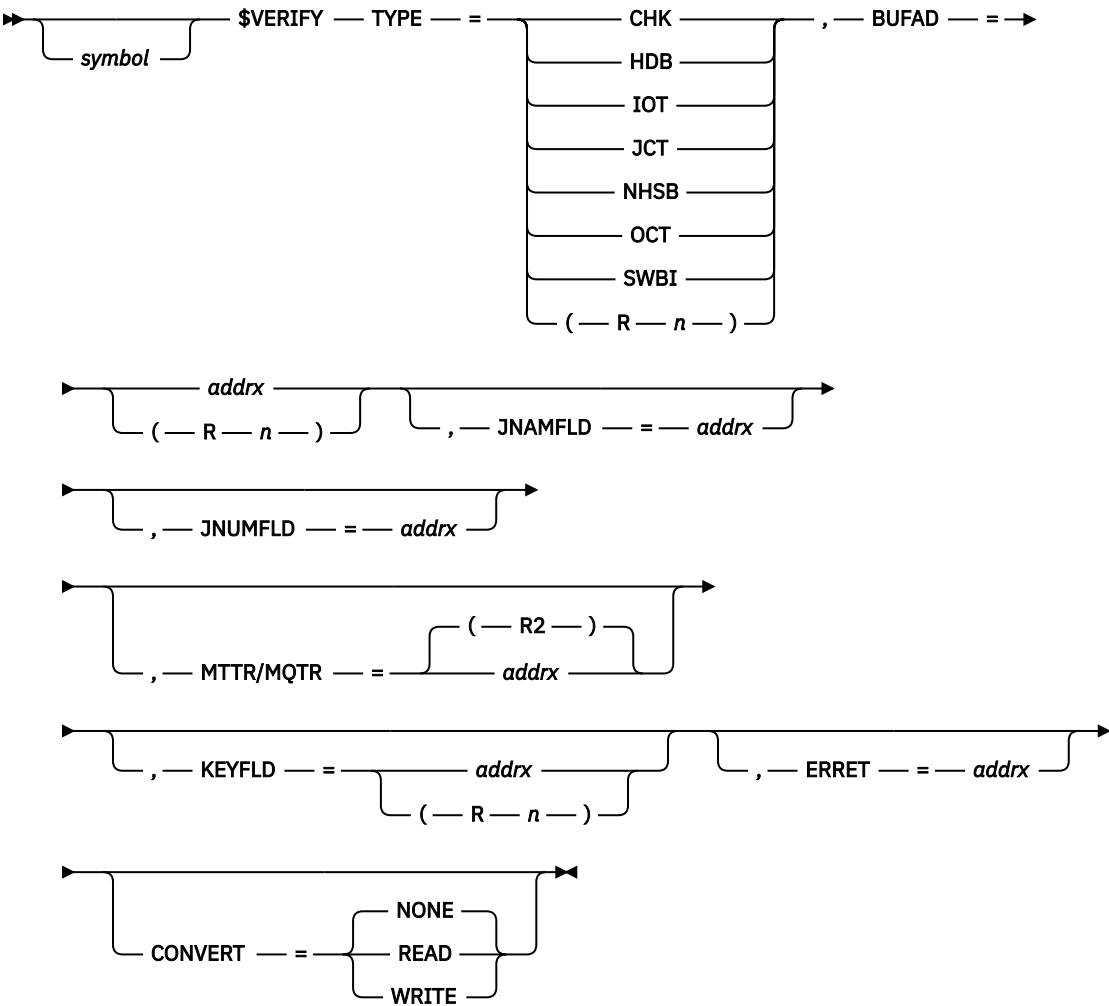 $VERIFY TYPE = CHK , BUFAD =
symbol
HDB
IOT
JCT
NHSB
OCT
SWBI
( R n )
addrx
( R n ) , JNAMFLD = addrx
, JNUMFLD = addrx
( R2 )
, MTTR/MQTR = addrx
, KEYFLD = addrx , ERRET = addrx
( R n )
NONE
CONVERT = READ
WRITE